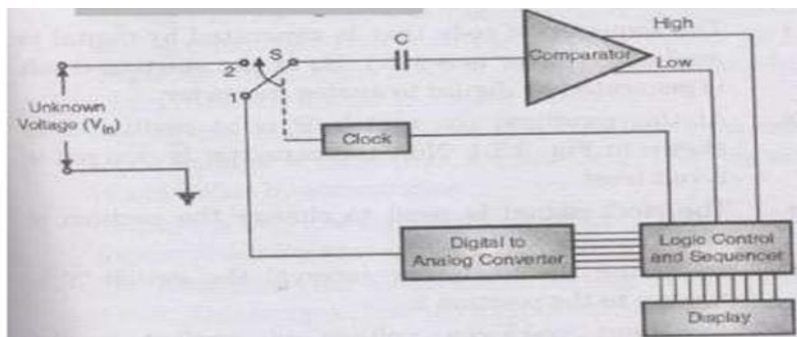 High
C
S
Comparator
2
Low
1
Unknown
Voltage (Vin)
Clock
Digital to
Analog Converter
Logic Control
and Sequencer
Display